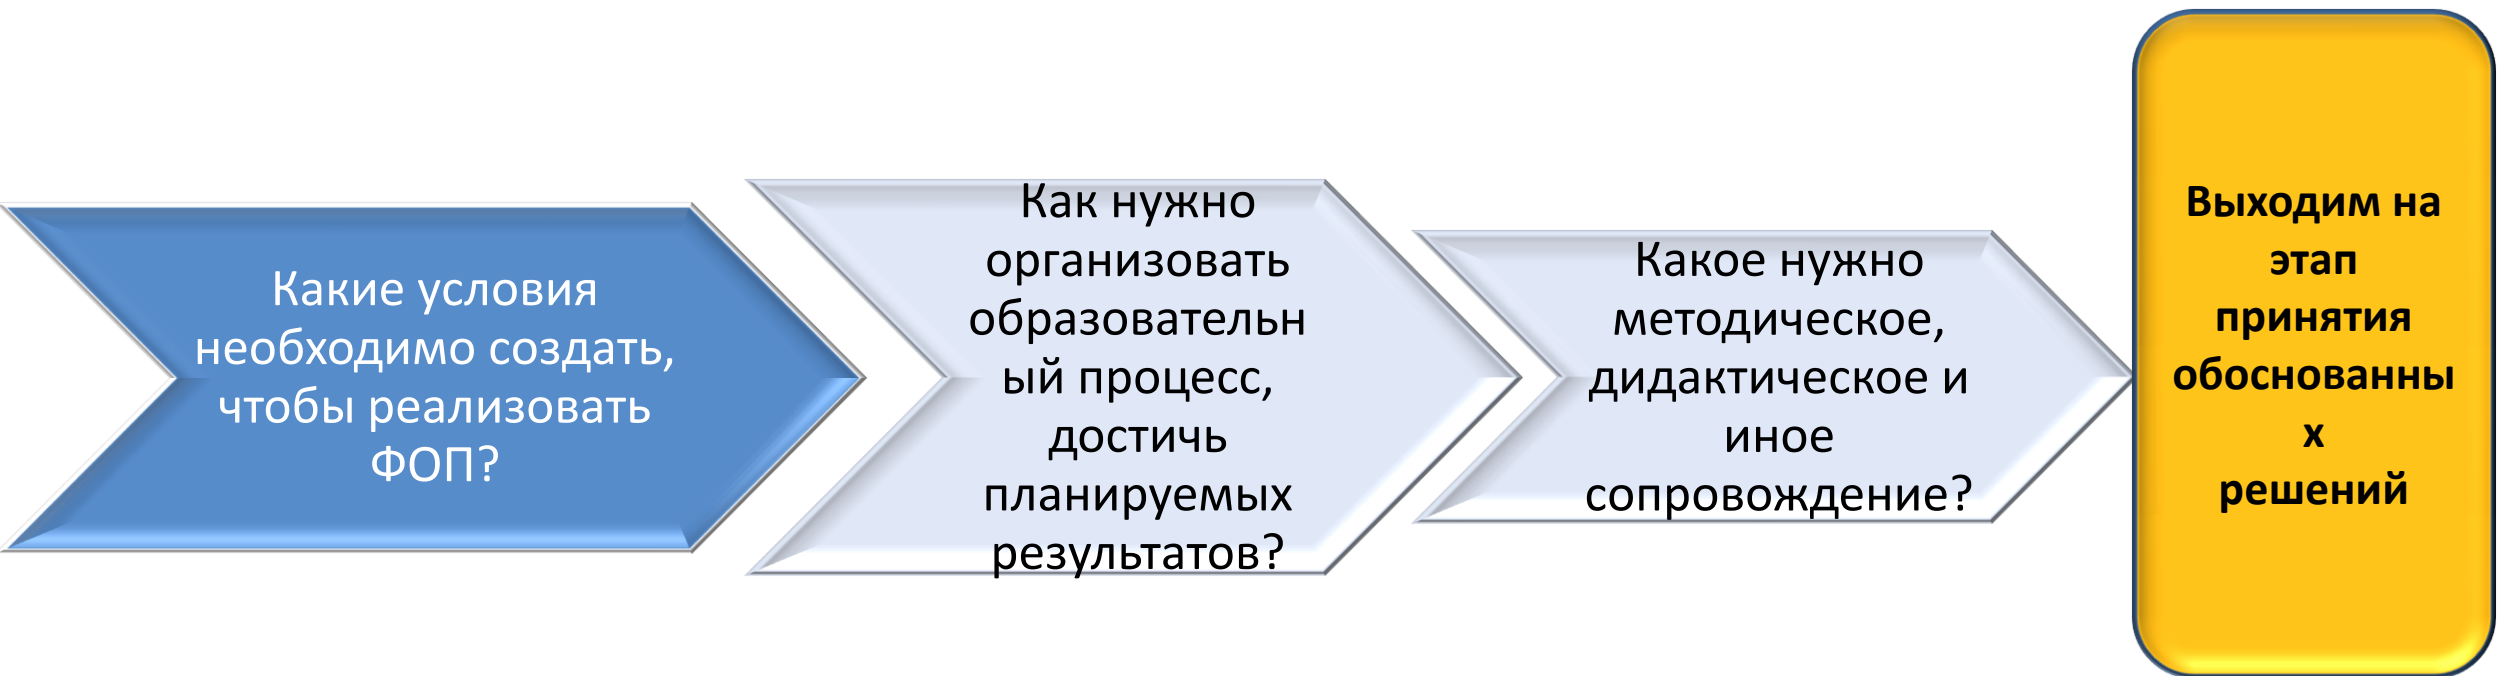 Какие условия
необходимо создать,
чтобы реализовать
ФОП?
Как нужно
организовать
образовательн
ый процесс,
достичь
планируемых
результатов?
Какое нужно
методическое,
дидактическое и
иное
сопровождение?
Выходим на
этап
принятия
обоснованны
х
решений